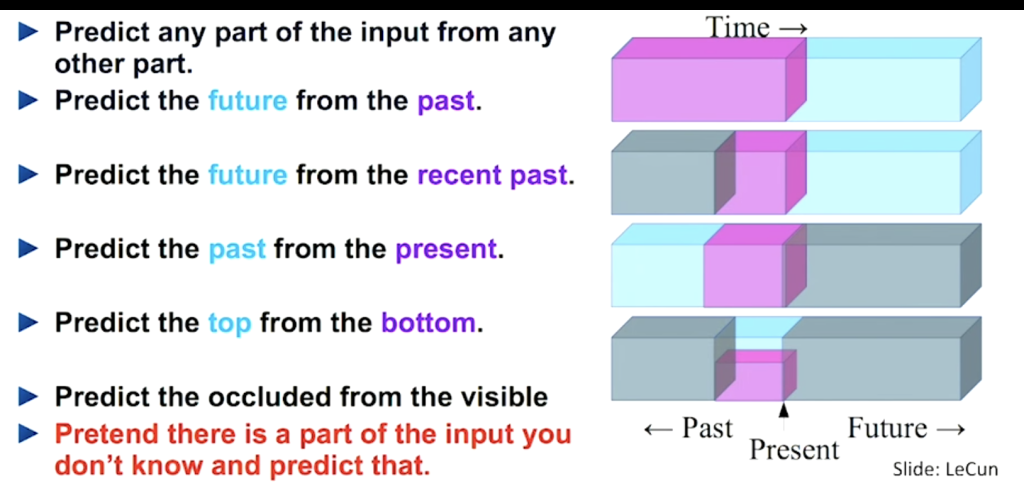 Predict any part of the input from any
other part.
Predict the future from the past.
Predict the future from the recent past.
Predict the past from the present.
Predict the top from the bottom.
Predict the occluded from the visible
Pretend there is a part of the input you
don't know and predict that.
Time →
← Past
Present
Future →
Slide: LeCun